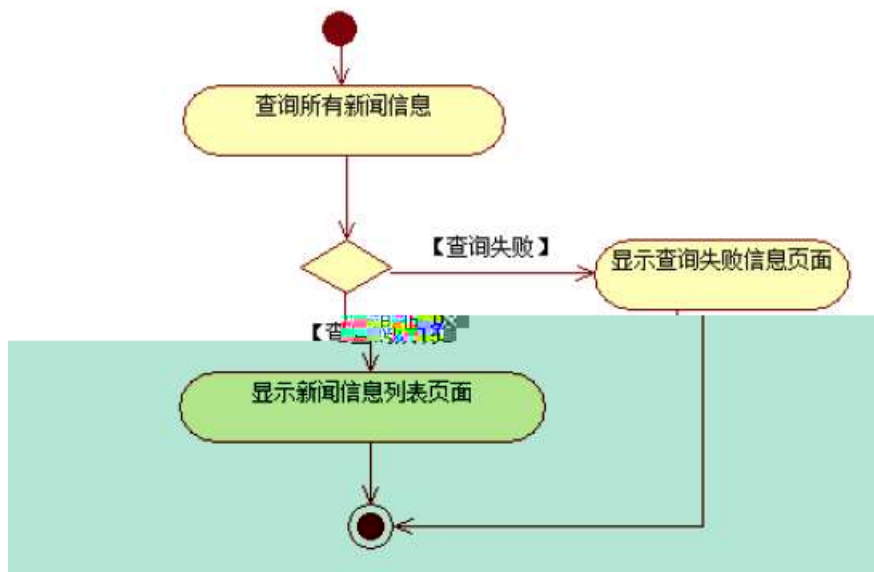 查询所有新闻信息
【查询失败】
显示查询失败信息页面
【查
显示新闻信息列表页面